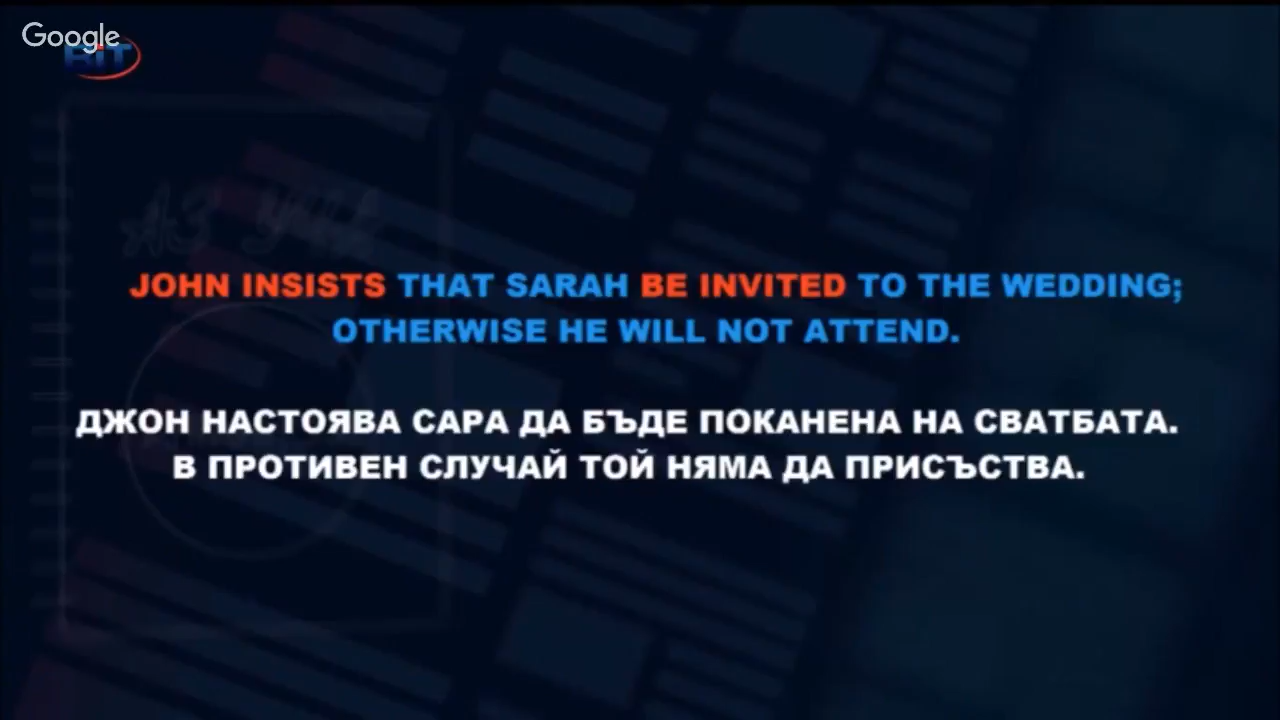 Google
BIT
JOHN INSISTS THAT SARAH BE INVITED TO THE WEDDING;
OTHERWISE HE WILL NOT ATTEND.
ДЖОН НАСТОЯВА САРА ДА БЪДЕ ПОКАНЕНА НА СВАТБАТА.
В ПРОТИВЕН СЛУЧАЙ ТОЙ НЯМА ДА ПРИСЪСТВА.